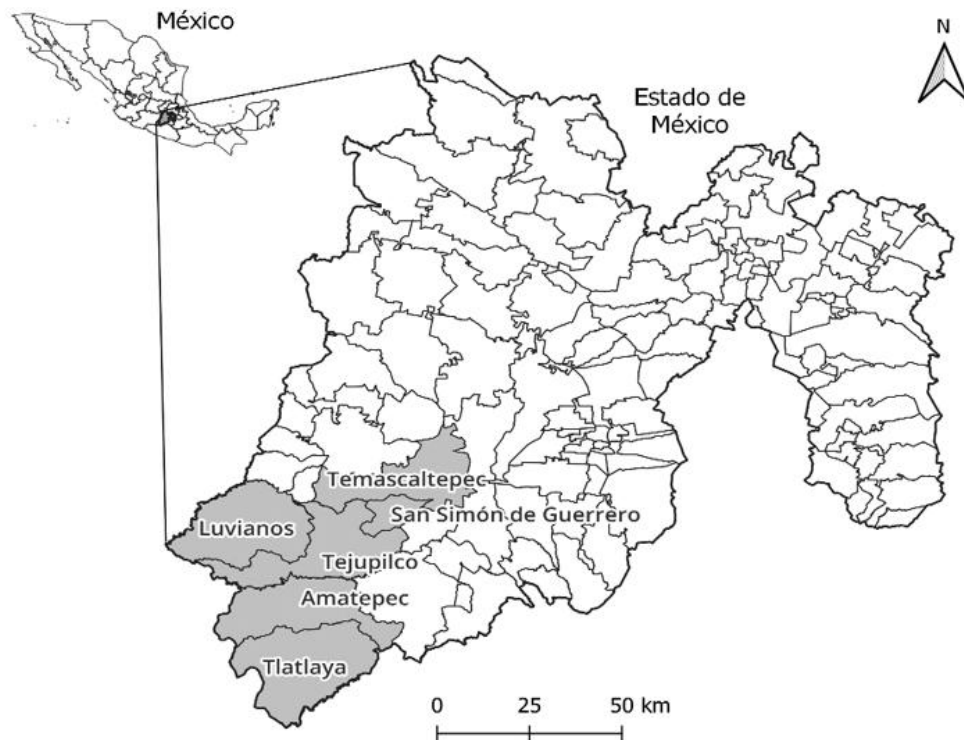 México
N
Estado de
México
Temascaltepec
Luvianos
San Simón de Guerrero
Tejupilco
Amatepec
Tlatlaya
0 25 50 km